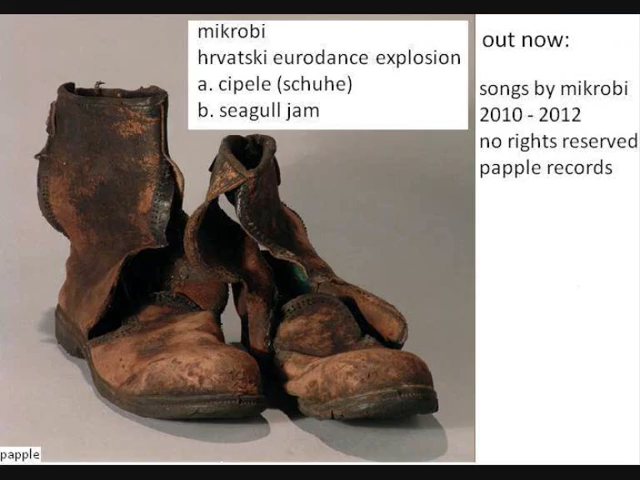 mikrobi
hrvatski eurodance explosion
a. cipele (schuhe)
b. seagull jam
out now:
songs by mikrobi
2010 - 2012
no rights reserved
papple records
papple